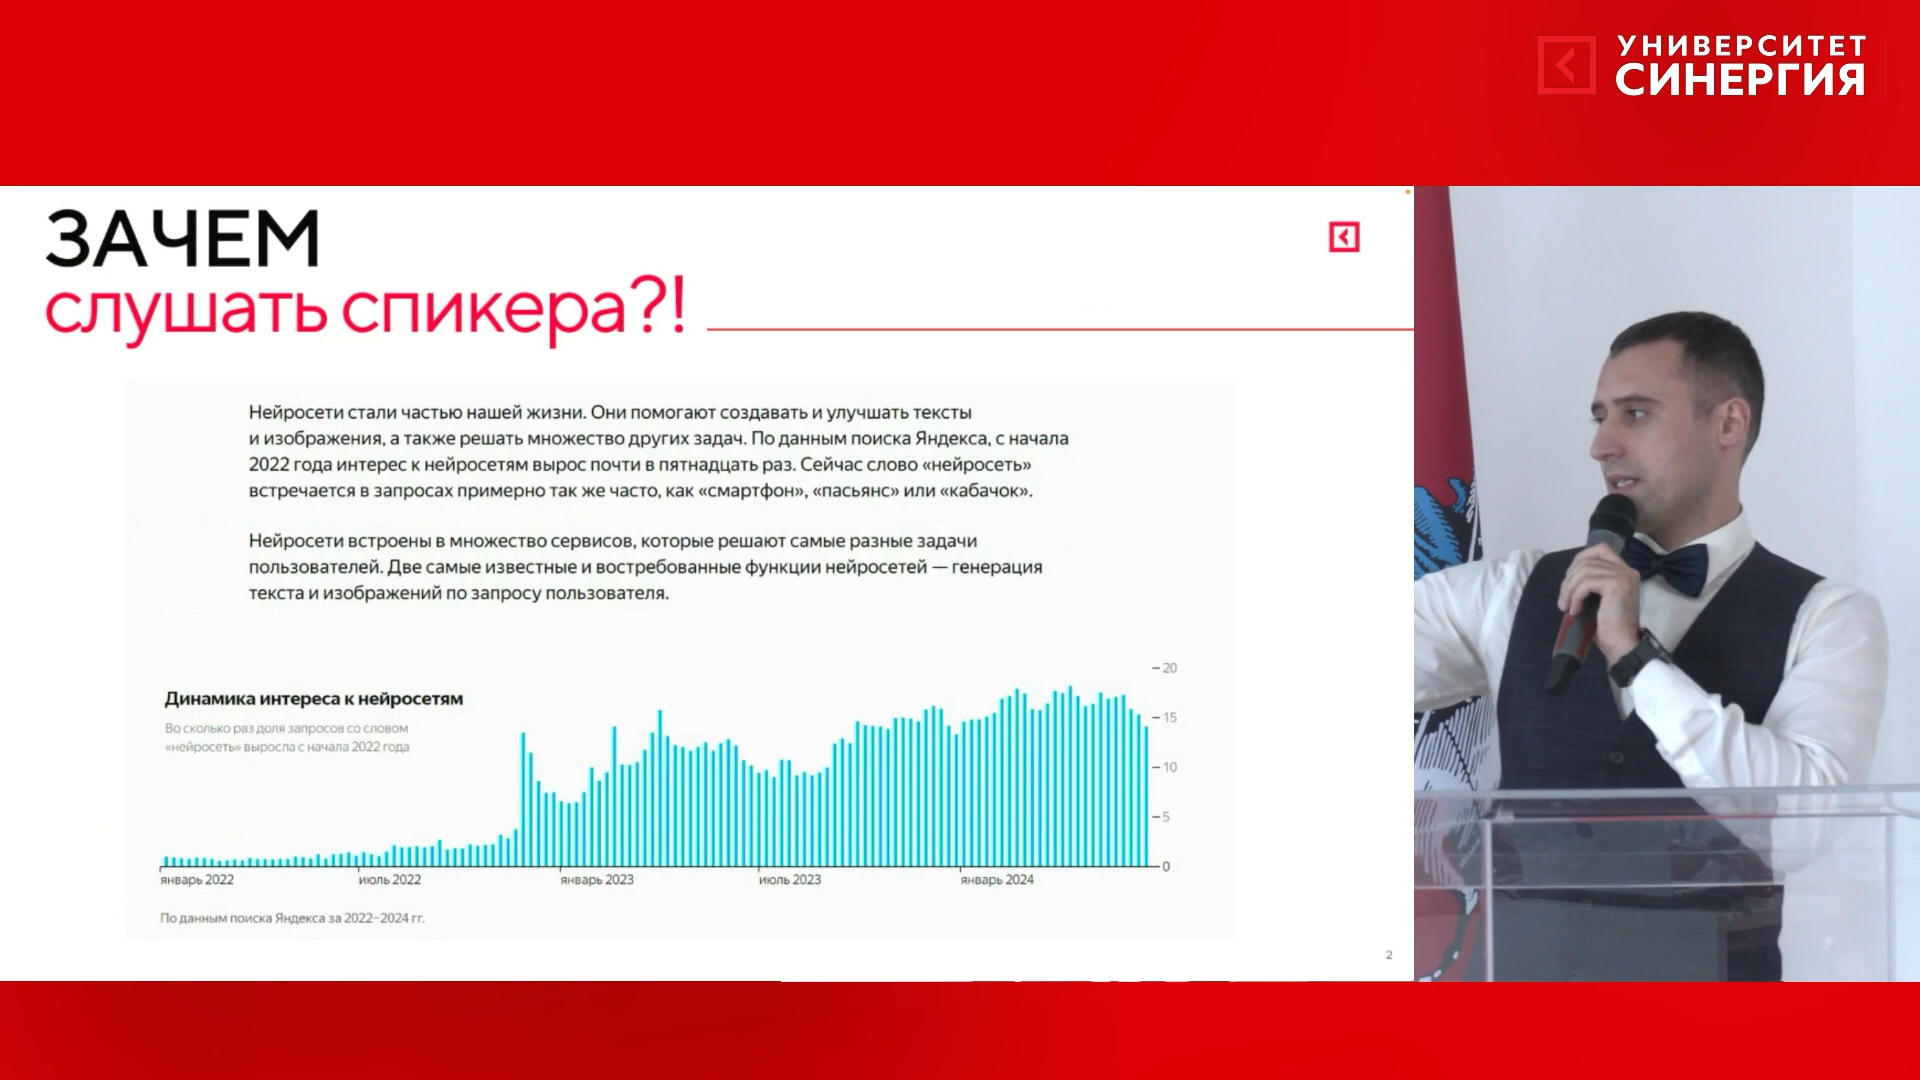 УНИВЕРСИТЕТ
СИНЕРГИЯ
ЗАЧЕМ
слушать спикера?!
Нейросети стали частью нашей жизни. Они помогают создавать и улучшать тексты
и изображения, а также решать множество других задач. По данным поиска Яндекса, с начала
2022 года интерес к нейросетям вырос почти в пятнадцать раз. Сейчас слово «нейросеть»
встречается в запросах примерно так же часто, как «смартфон», «пасьянс» или «кабачок».
Нейросети встроены в множество сервисов, которые решают самые разные задачи
пользователей. Две самые известные и востребованные функции нейросетей — генерация
текста и изображений по запросу пользователя.
Динамика интереса к нейросетям
Во сколько раз доля запросов со словом
«нейросеть» выросла с начала 2022 года
20
15
10
5
0
январь 2022 июль 2022 январь 2023 июль 2023 январь 2024
По данным поиска Яндекса за 2022–2024 гг.
2